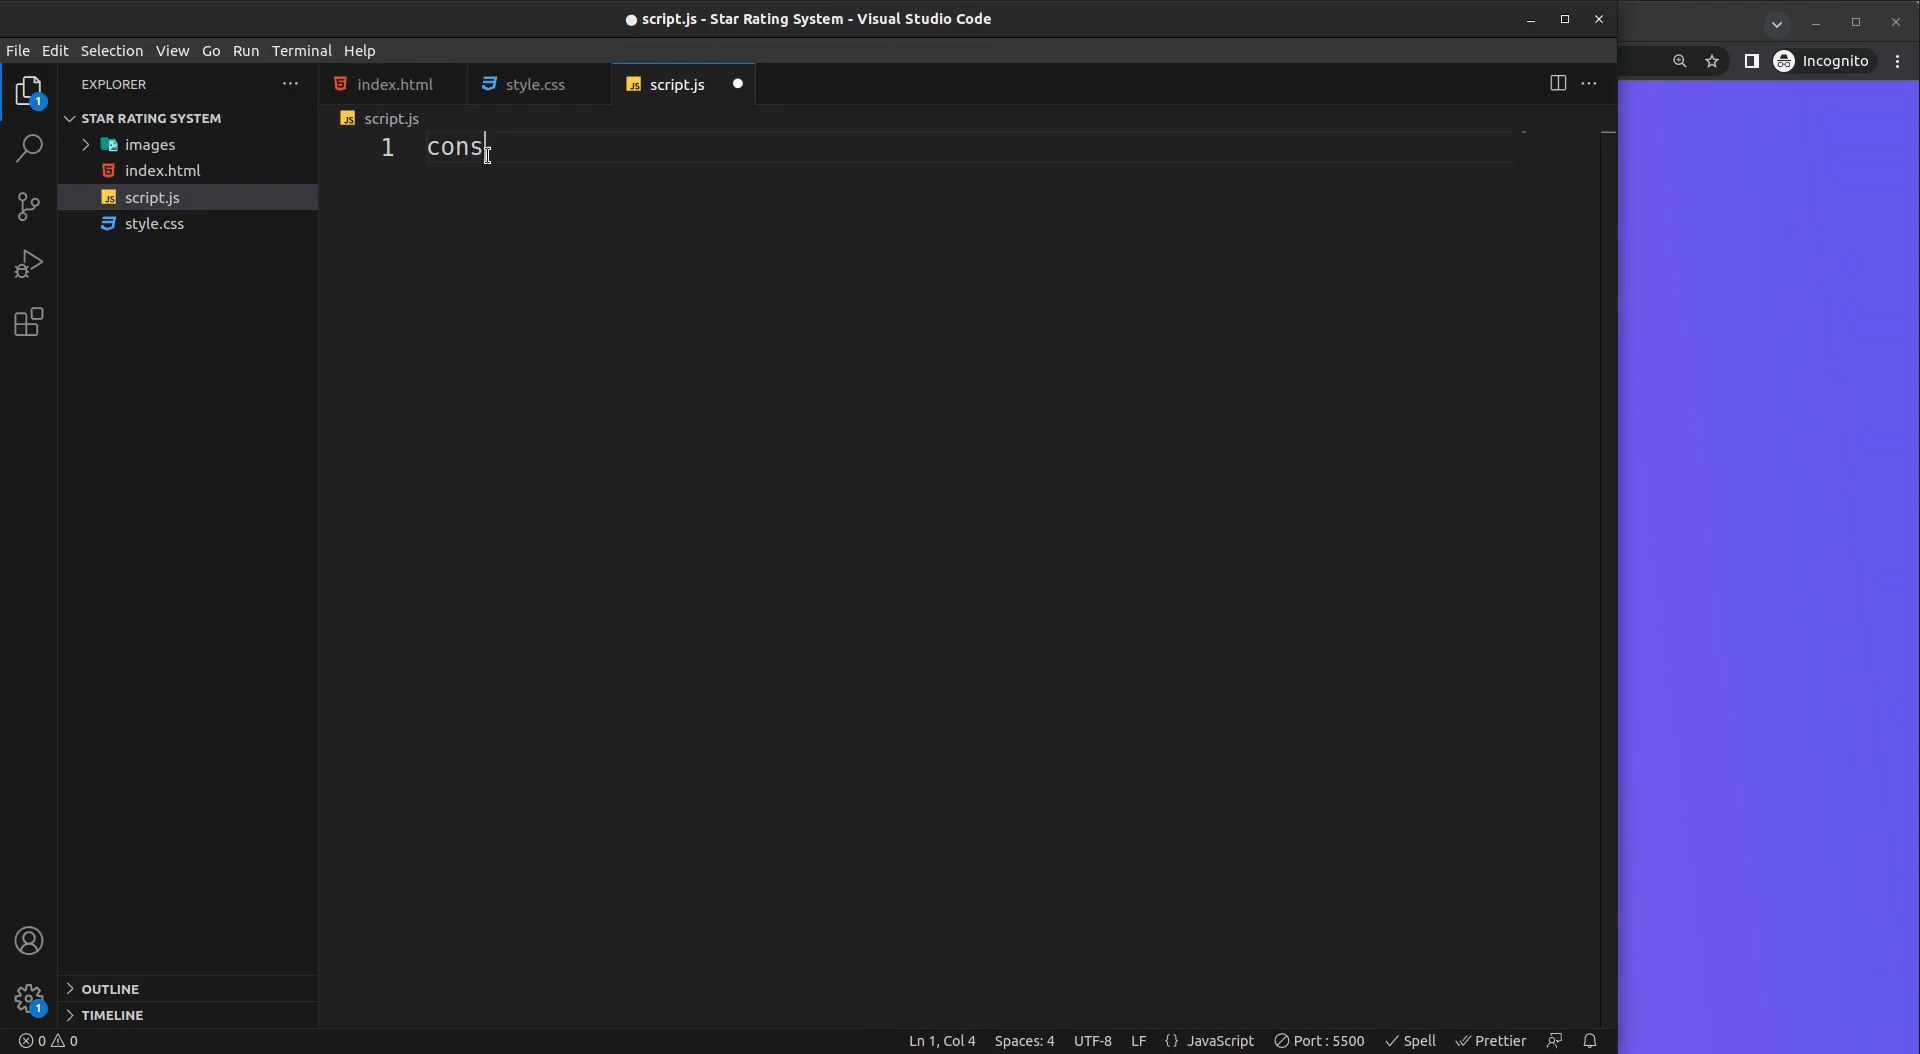 ● script.js - Star Rating System - Visual Studio Code
File Edit Selection View Go Run Terminal Help
Incognito
EXPLORER
index.html
style.css
script.js
STAR RATING SYSTEM
script.js
images
1 cons
index.html
script.js
style.css
1
OUTLINE
1
TIMELINE
0 0
Ln 1, Col 4 Spaces: 4 UTF-8 LF {} JavaScript Port : 5500 Spell Prettier